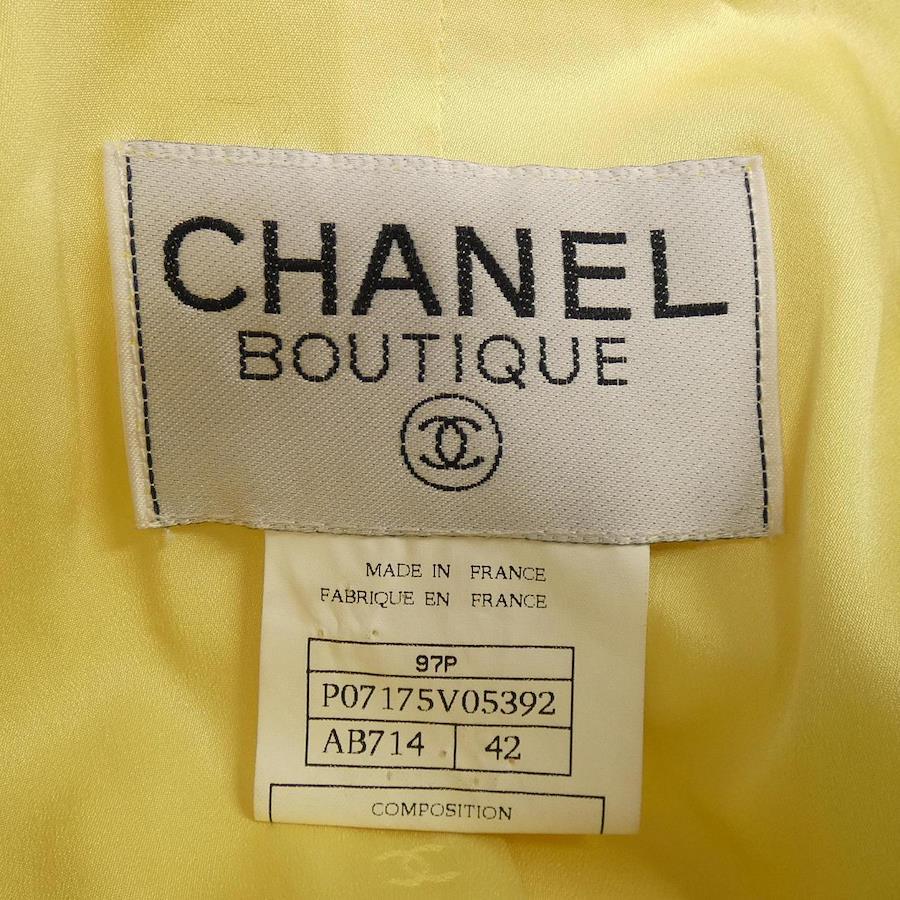 CHANEL
BOUTIQUE
MADE IN FRANCE
FABRIQUE EN FRANCE
97P
P07175V05392
AB714 42
COMPOSITION